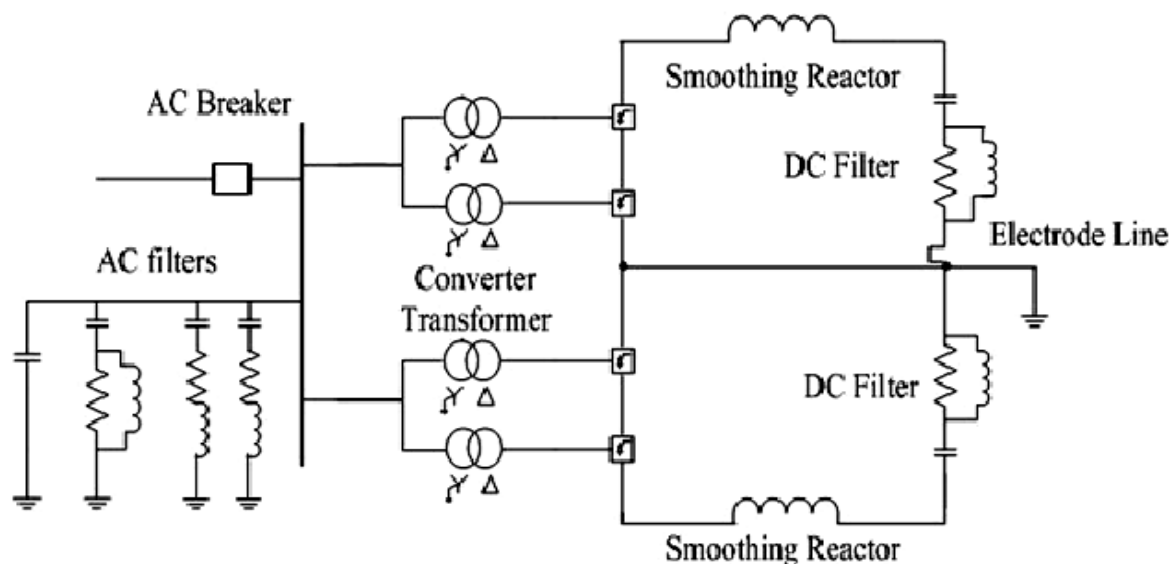 Smoothing Reactor
AC Breaker
DC Filter
Electrode Line
AC filters
Converter
Transformer
DC Filter
Smoothing Reactor